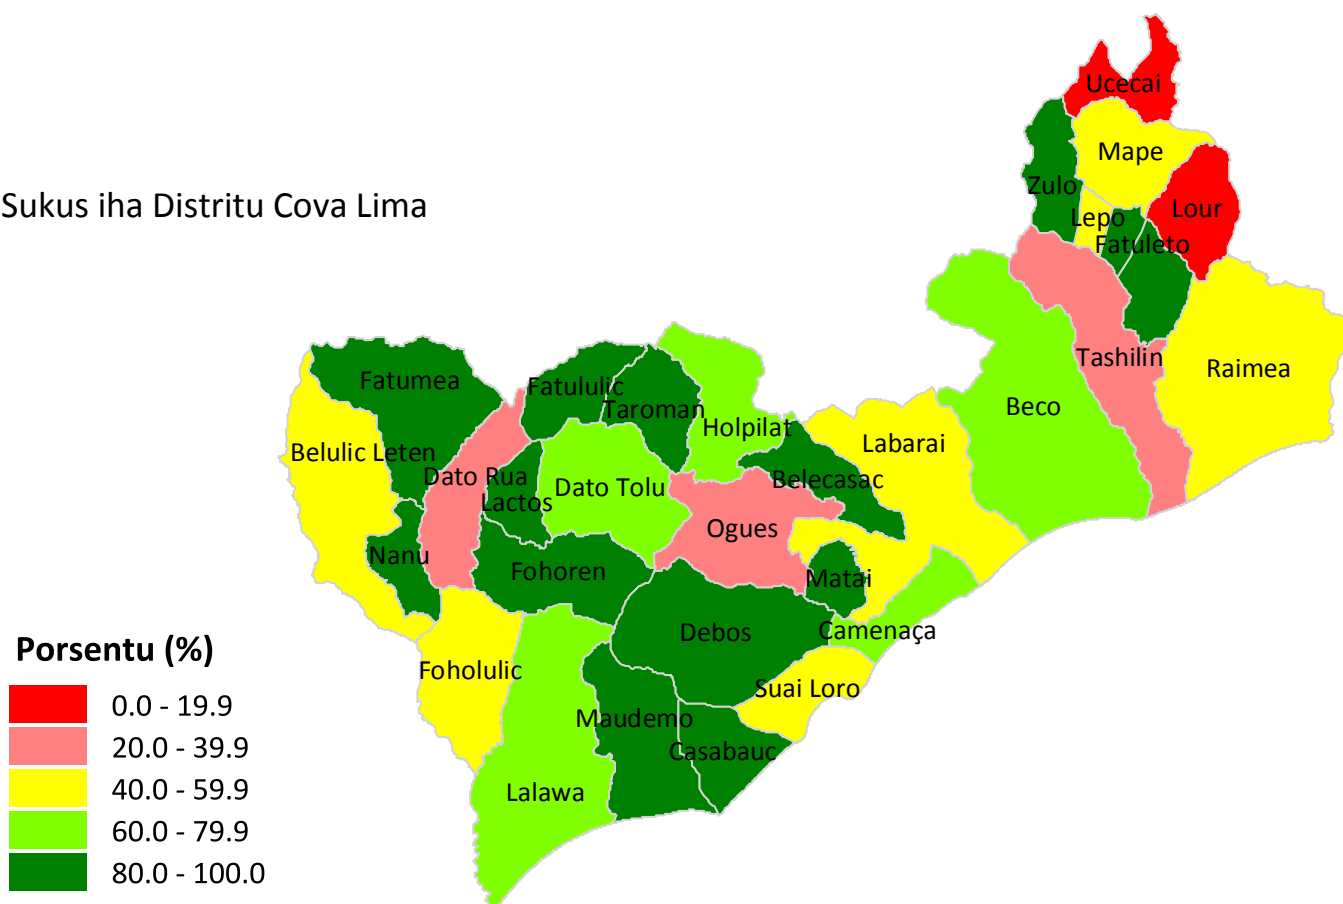 Ucecai
Mape
Zulo
Lour
Lepo
Fatuleto
Sukus iha Distritu Cova Lima
Tashilin
Raimea
Beco
Fatumea
Fatululic
Taroman
Holpilat
Labarai
Belulic Leten
Dato Rua
Lactos
Dato Tolu
Belecasac
Ogues
Nanu
Fohoren
Matai
Debos
Camenaça
Foholulic
Suai Loro
Maudemo
Casabauc
Lalawa
Porsentu (%)
0.0 - 19.9
20.0 - 39.9
40.0 - 59.9
60.0 - 79.9
80.0 - 100.0